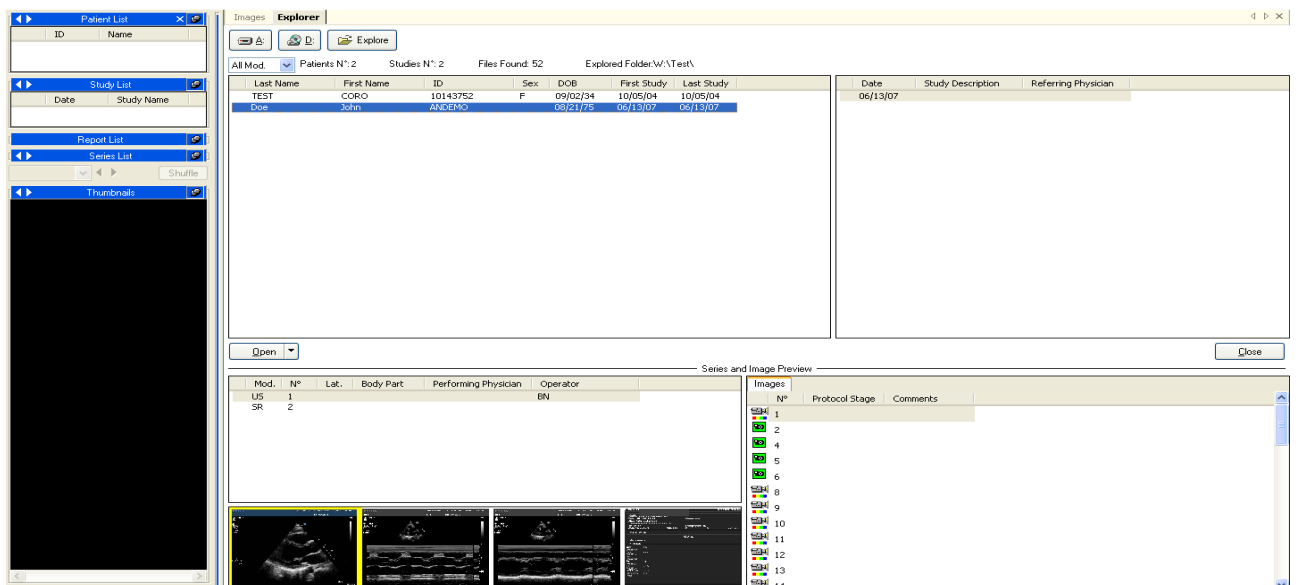 Patient List
ID Name
Study List
Date Study Name
Report List
Series List
Shuffle
Thumbnails
Images Explorer
A: D: Explore
All Mod. Patients N°: 2 Studies N°: 2 Files Found: 52 Explored Folder:W:\Test\
Last Name First Name ID Sex DOB First Study Last Study
TEST CORO 10143752 F 09/02/34 10/05/04 10/05/04
Doe John ANDEMO 08/21/75 06/13/07 06/13/07
Date Study Description Referring Physician
06/13/07
Open Close
Series and Image Preview
Mod. N° Lat. Body Part Performing Physician Operator
US 1 BN
SR 2
Images
N° Protocol Stage Comments
1
2
4
5
6
8
9
10
11
12
13